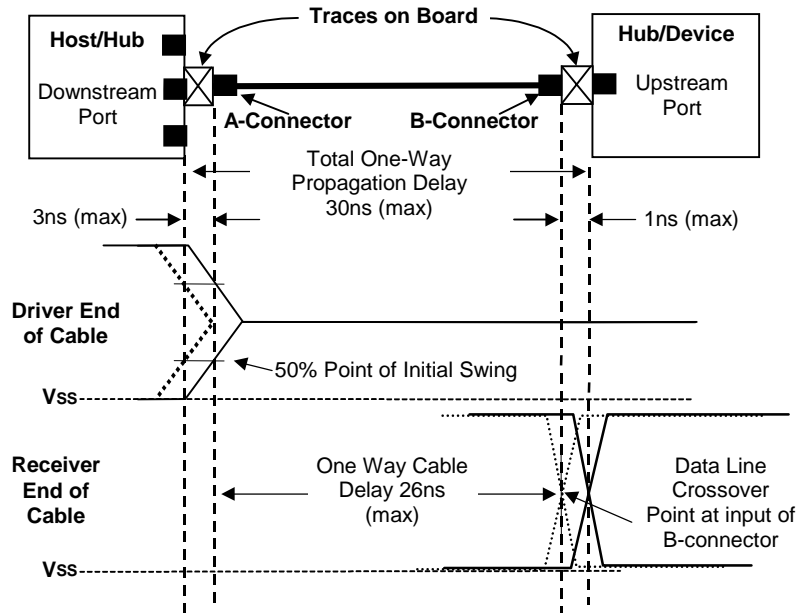 Traces on Board
Host/Hub
Hub/Device
Downstream
Port
Upstream
Port
A-Connector
B-Connector
Total One-Way
Propagation Delay
30ns (max)
3ns (max)
1ns (max)
Driver End
of Cable
50% Point of Initial Swing
VSS
Receiver
End of
Cable
One Way Cable
Delay 26ns
(max)
Data Line
Crossover
Point at input of
B-connector
VSS